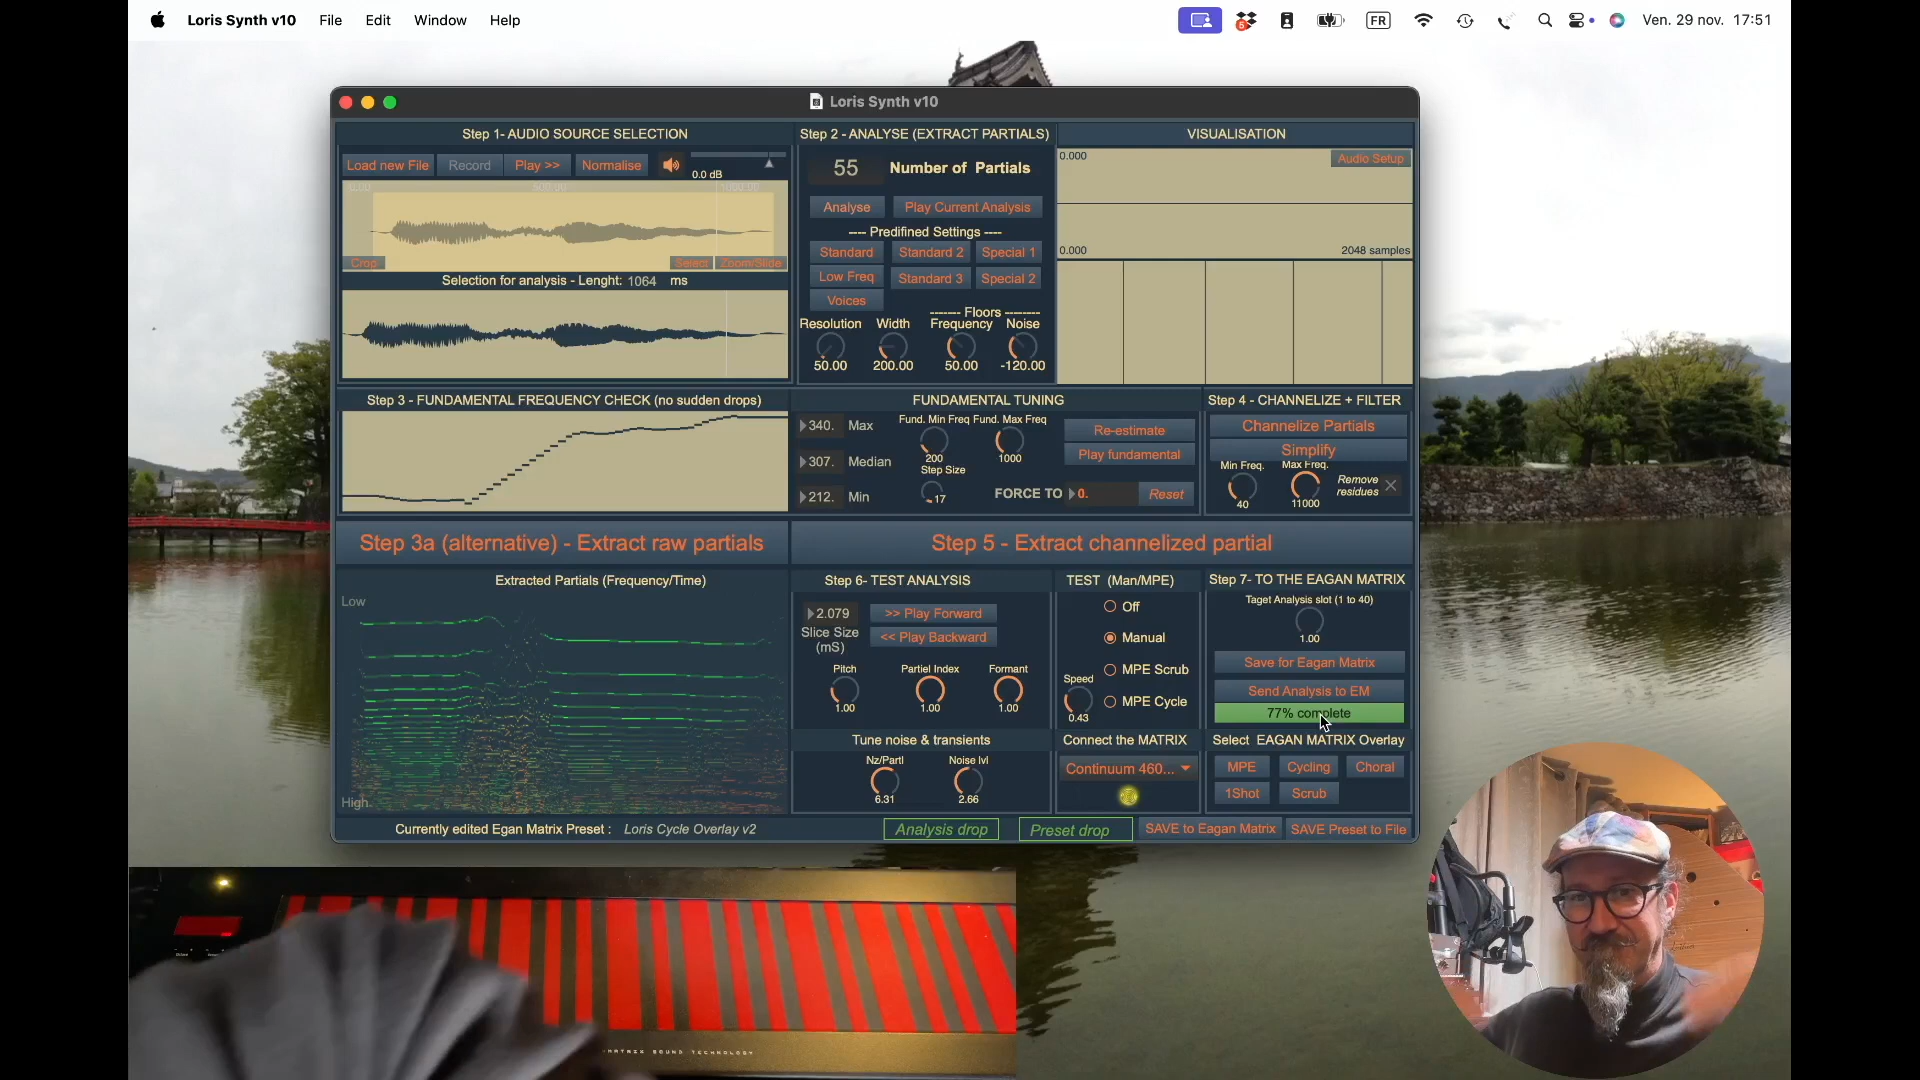 Loris Synth v10 File Edit Window Help
5 FR Ven. 29 nov. 17:51
Loris Synth v10
Step 1- AUDIO SOURCE SELECTION
Load new File Record Play >> Normalise
0.0 dB
0.00 500.00 1000.00
Crop Select Zoom/Slide
Selection for analysis - Lenght: 1064 ms
Step 2 - ANALYSE (EXTRACT PARTIALS)
55 Number of Partials
Analyse Play Current Analysis
---- Predifined Settings ----
Standard Standard 2 Special 1
Low Freq Standard 3 Special 2
Voices
------- Floors --------
Resolution Width Frequency Noise
50.00 200.00 50.00 -120.00
VISUALISATION
0.000 Audio Setup
0.000 2048 samples
Step 3 - FUNDAMENTAL FREQUENCY CHECK (no sudden drops)
FUNDAMENTAL TUNING
340. Max
307. Median
212. Min
Fund. Min Freq Fund. Max Freq
200 1000
Step Size
17
Re-estimate
Play fundamental
FORCE TO 0. Reset
Step 4 - CHANNELIZE + FILTER
Channelize Partials
Simplify
Min Freq. Max Freq. Remove residues
40 11000
Step 3a (alternative) - Extract raw partials
Step 5 - Extract channelized partial
Extracted Partials (Frequency/Time)
Low
High
Step 6- TEST ANALYSIS
2.079 >> Play Forward
Slice Size (mS) << Play Backward
Pitch Partiel Index Formant
1.00 1.00 1.00
Tune noise & transients
Nz/Partl Noise lvl
6.31 2.66
TEST (Man/MPE)
Off
Manual
MPE Scrub
MPE Cycle
Speed
0.43
Connect the MATRIX
Continuum 460...
Step 7- TO THE EAGAN MATRIX
Taget Analysis slot (1 to 40)
1.00
Save for Eagan Matrix
Send Analysis to EM
77% complete
Select EAGAN MATRIX Overlay
MPE Cycling Choral
1Shot Scrub
Currently edited Egan Matrix Preset : Loris Cycle Overlay v2
Analysis drop Preset drop SAVE to Eagan Matrix SAVE Preset to File
MATRIX SOUND TECHNOLOGY